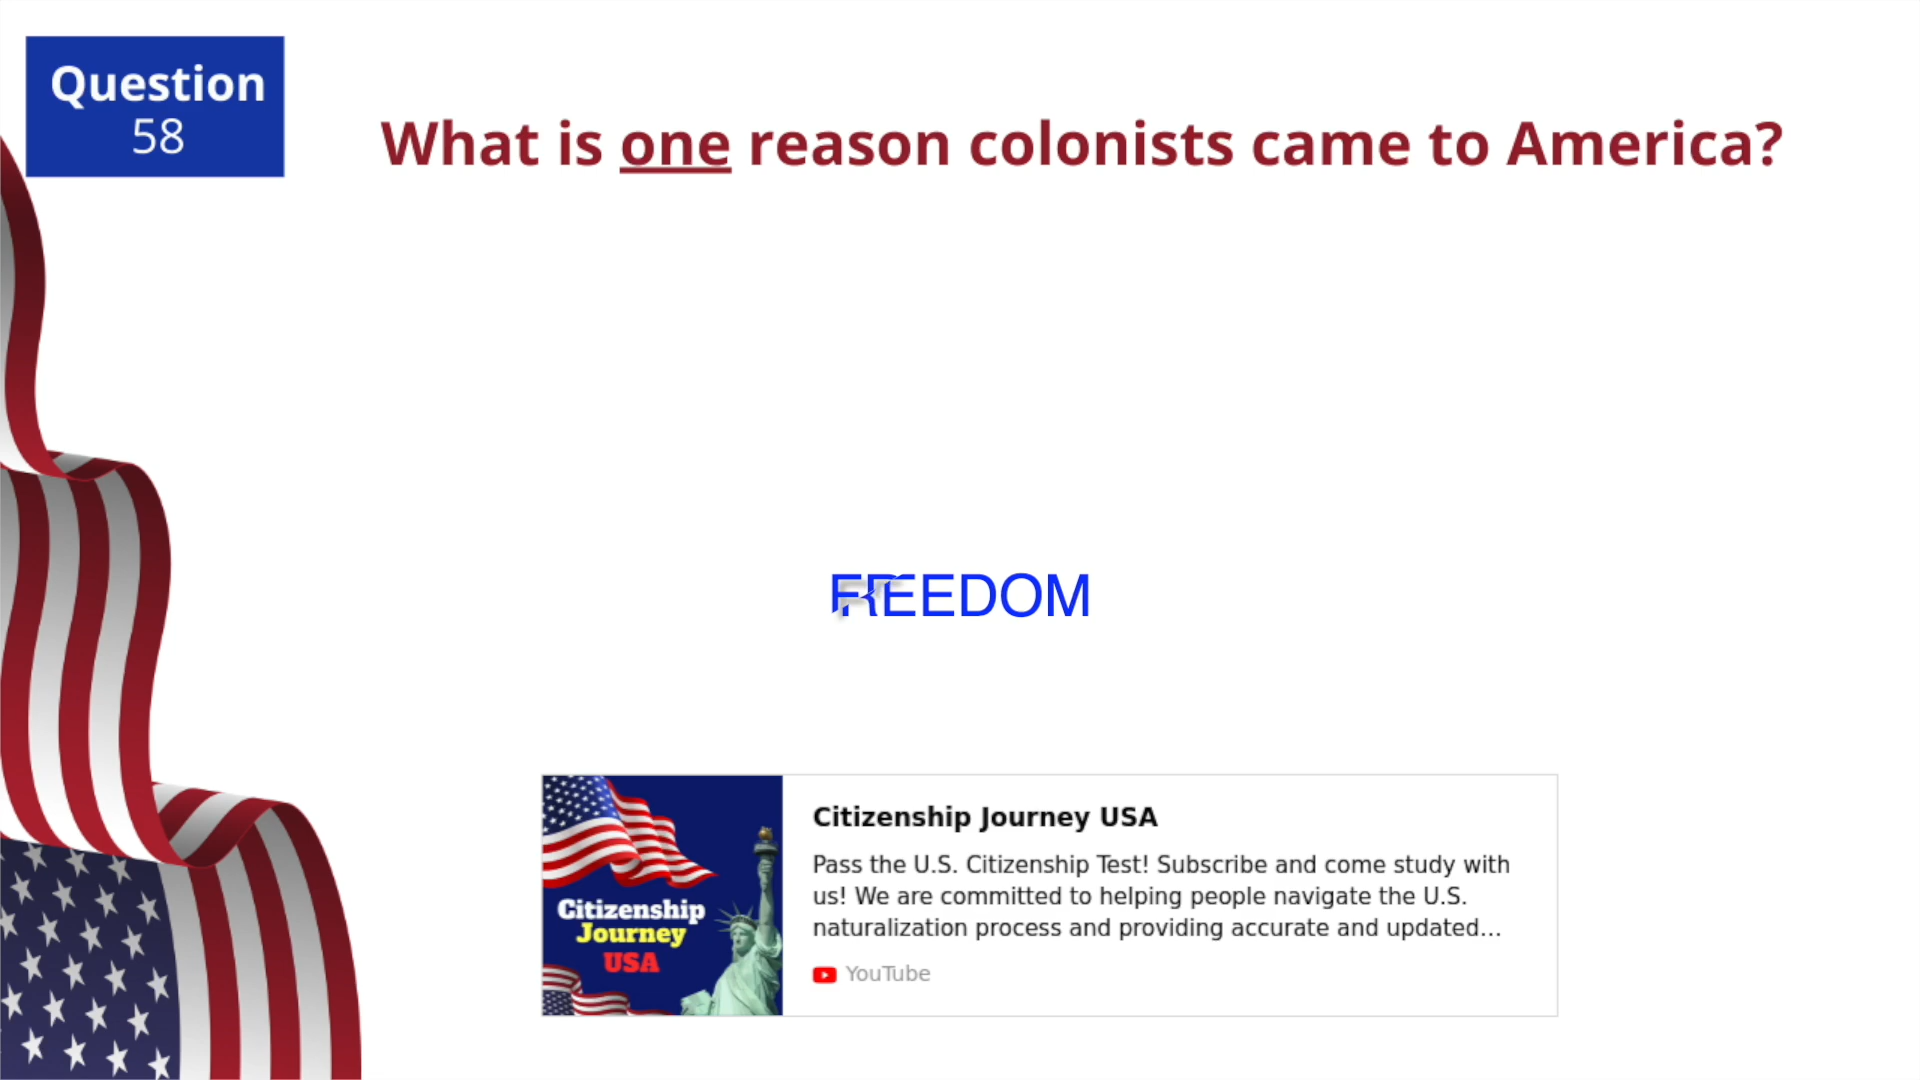 Question
58
What is one reason colonists came to America?
FREEDOM
Citizenship Journey USA
Pass the U.S. Citizenship Test! Subscribe and come study with
us! We are committed to helping people navigate the U.S.
naturalization process and providing accurate and updated...
YouTube
Citizenship
Journey
USA